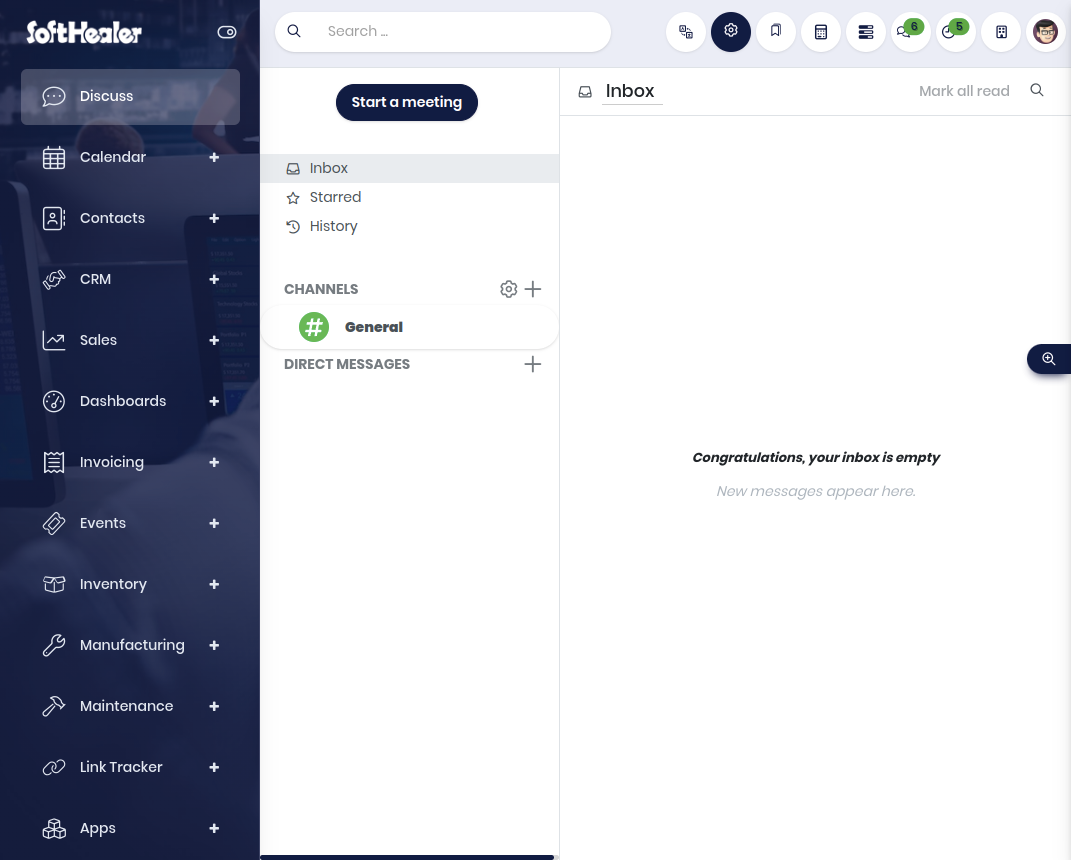 SoftHealer
Search ...
6
5
Discuss
Calendar
Contacts
CRM
Sales
Dashboards
Invoicing
Events
Inventory
Manufacturing
Maintenance
Link Tracker
Apps
Start a meeting
Inbox
Starred
History
CHANNELS
General
DIRECT MESSAGES
Inbox
Mark all read
Congratulations, your inbox is empty
New messages appear here.